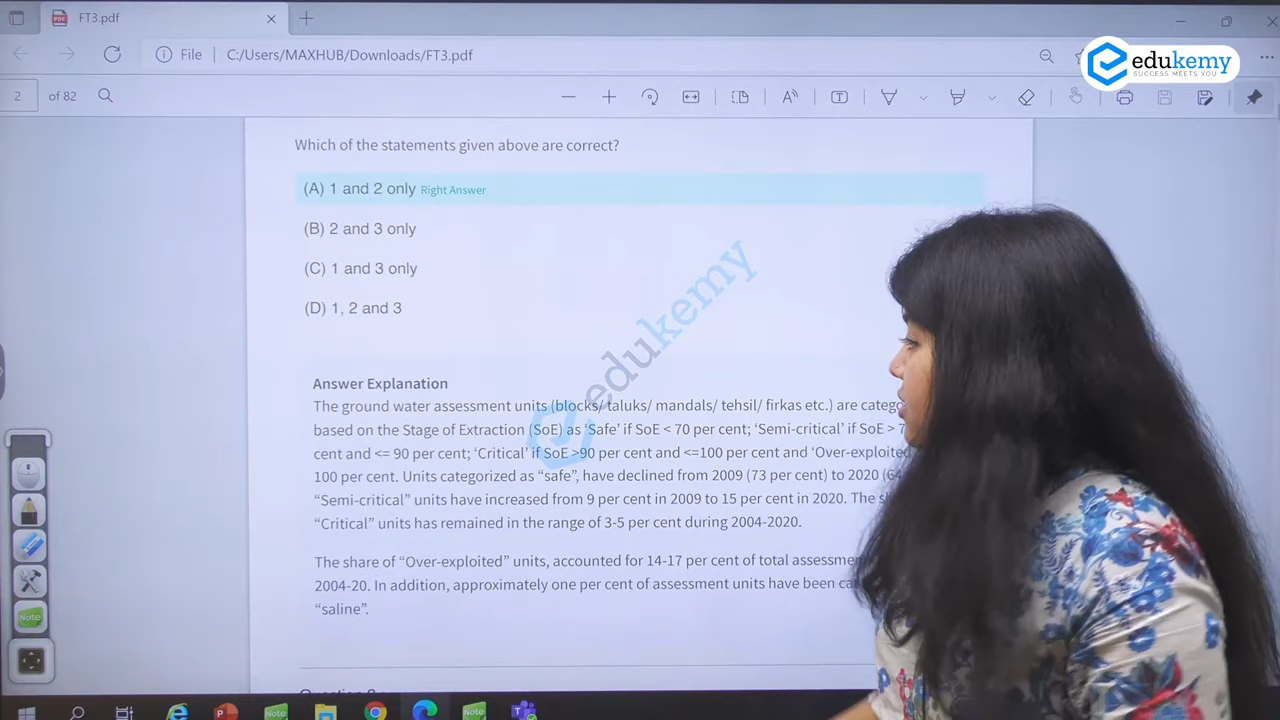 FT3.pdf
File C:/Users/MAXHUB/Downloads/FT3.pdf
edukemy
SUCCESS MEETS YOU
2 of 82
Which of the statements given above are correct?
(A) 1 and 2 only Right Answer
(B) 2 and 3 only
(C) 1 and 3 only
(D) 1, 2 and 3
edukemy
Answer Explanation
The ground water assessment units (blocks/ taluks/ mandals/ tehsil/ firkas etc.) are
based on the Stage of Extraction (SoE) as ‘Safe’ if SoE < 70 per cent; ‘Semi-critical’ if SoE >
cent and <= 90 per cent; ‘Critical’ if SoE >90 per cent and <=100 per cent and ‘Over-exploited
100 per cent. Units categorized as “safe”, have declined from 2009 (73 per cent) to 2020
“Semi-critical” units have increased from 9 per cent in 2009 to 15 per cent in 2020. The
“Critical” units has remained in the range of 3-5 per cent during 2004-2020.
The share of “Over-exploited” units, accounted for 14-17 per cent of total
2004-20. In addition, approximately one per cent of assessment units have been
“saline”.
Note